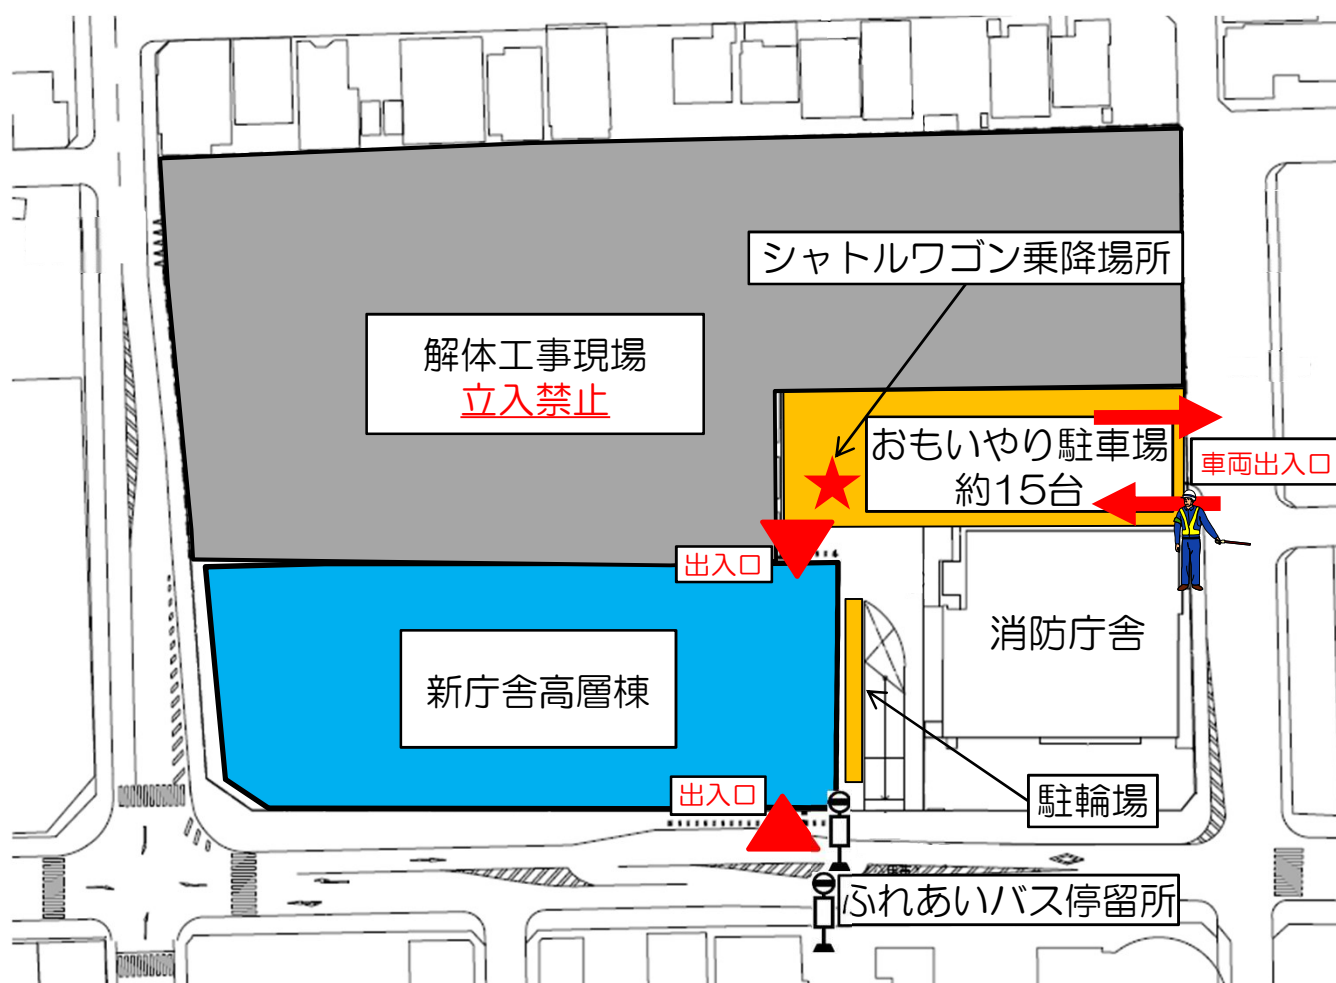 シャトルワゴン乗降場所
解体工事現場
立入禁止
おもいやり駐車場
約15台
車両出入口
出入口
消防庁舎
新庁舎高層棟
出入口
駐輪場
ふれあいバス停留所